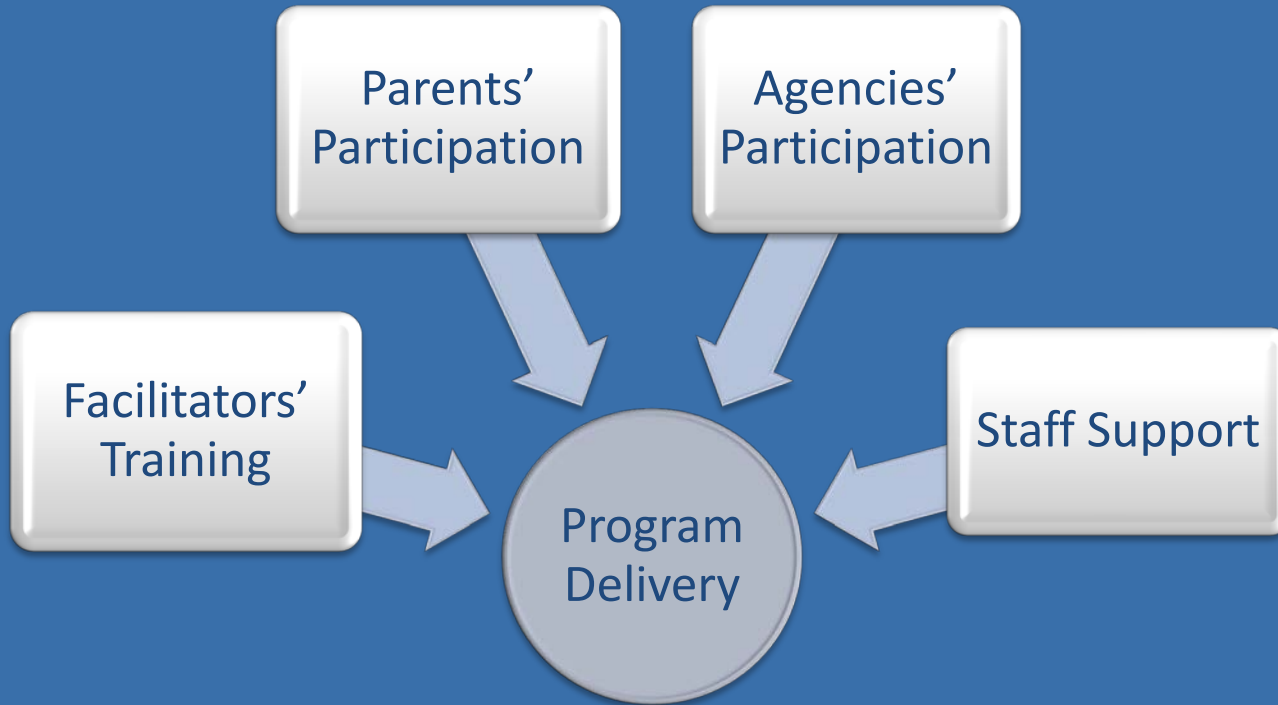 Parents’
Participation
Agencies’
Participation
Facilitators’
Training
Staff Support
Program
Delivery